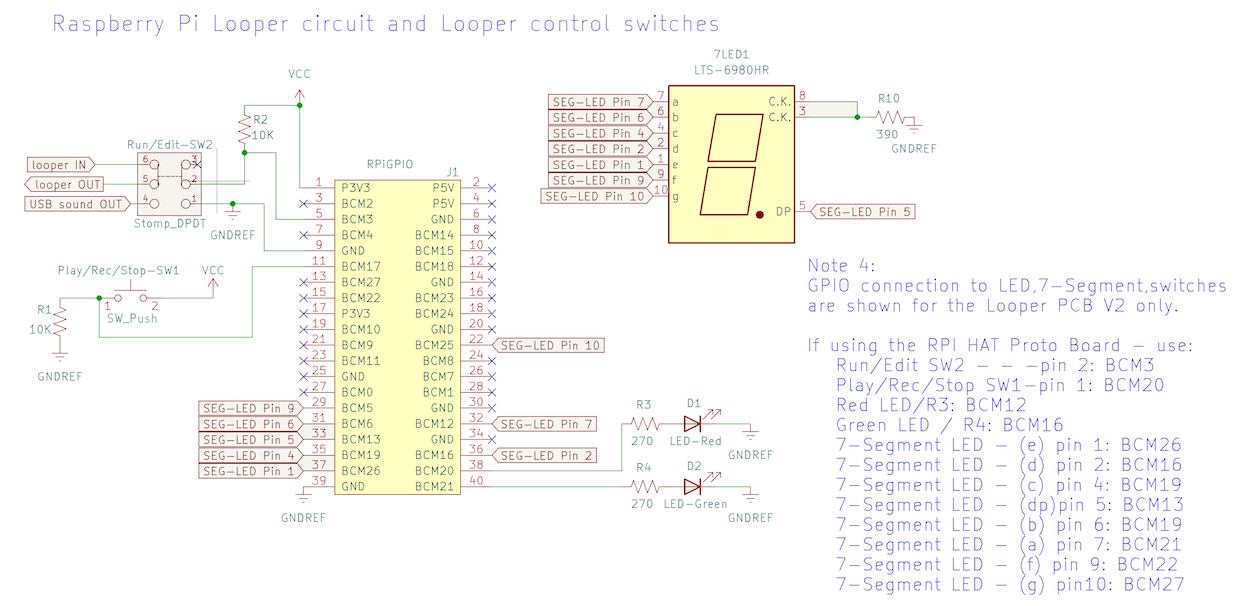 Raspberry Pi Looper circuit and Looper control switches
7LED1
LTS-6980HR
VCC
R2
10K
Run/Edit-SW2
looper IN
looper OUT
USB sound OUT
6
5
4
3
2
1
Stomp_DPDT
GNDREF
Play/Rec/Stop-SW1
VCC
R1
10K
1
2
SW_Push
GNDREF
RPiGPIO
J1
1 P3V3 P5V 2
3 BCM2 P5V 4
5 BCM3 GND 6
7 BCM4 BCM14 8
9 GND BCM15 10
11 BCM17 BCM18 12
13 BCM27 GND 14
15 BCM22 BCM23 16
17 P3V3 BCM24 18
19 BCM10 GND 20
21 BCM9 BCM25 22 SEG-LED Pin 10
23 BCM11 BCM8 24
25 GND BCM7 26
27 BCM0 BCM1 28
SEG-LED Pin 9 29 BCM5 GND 30
SEG-LED Pin 6 31 BCM6 BCM12 32 SEG-LED Pin 7
SEG-LED Pin 5 33 BCM13 GND 34
SEG-LED Pin 4 35 BCM19 BCM16 36 SEG-LED Pin 2
SEG-LED Pin 1 37 BCM26 BCM20 38
39 GND BCM21 40
GNDREF
SEG-LED Pin 7 7 a C.K. 8
SEG-LED Pin 6 6 b C.K. 3
SEG-LED Pin 4 4 c
SEG-LED Pin 2 2 d
SEG-LED Pin 1 1 e
SEG-LED Pin 9 9 f
SEG-LED Pin 10 10 g
DP 5 SEG-LED Pin 5
R10
390
GNDREF
R3
270
D1
LED-Red
GNDREF
R4
270
D2
LED-Green
GNDREF
Note 4:
GPIO connection to LED,7-Segment,switches
are shown for the Looper PCB V2 only.
If using the RPI HAT Proto Board - use:
Run/Edit SW2 - - -pin 2: BCM3
Play/Rec/Stop SW1-pin 1: BCM20
Red LED/R3: BCM12
Green LED / R4: BCM16
7-Segment LED - (e) pin 1: BCM26
7-Segment LED - (d) pin 2: BCM16
7-Segment LED - (c) pin 4: BCM19
7-Segment LED - (dp)pin 5: BCM13
7-Segment LED - (b) pin 6: BCM19
7-Segment LED - (a) pin 7: BCM21
7-Segment LED - (f) pin 9: BCM22
7-Segment LED - (g) pin10: BCM27